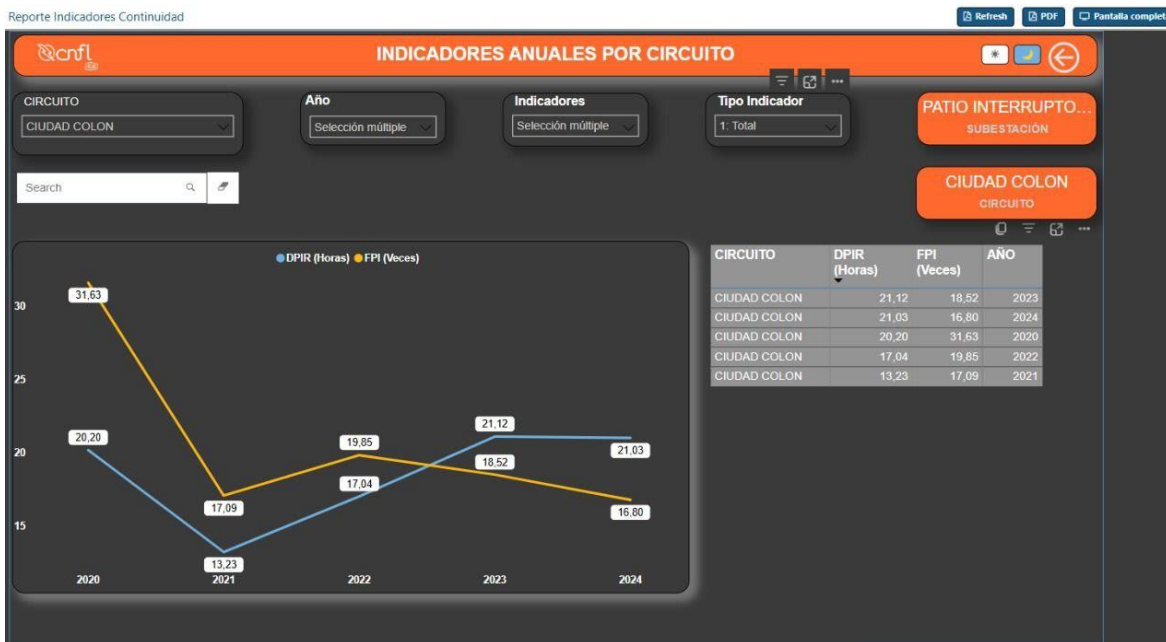 Reporte Indicadores Continuidad
Refresh
PDF
Pantalla complet
cnfl
INDICADORES ANUALES POR CIRCUITO
CIRCUITO
CIUDAD COLON
Año
Selección múltiple
Indicadores
Selección múltiple
Tipo Indicador
1: Total
PATIO INTERRUPTO...
SUBESTACIÓN
Search
CIUDAD COLON
CIRCUITO
DPIR (Horas) FPI (Veces)
30
25
20
15
31,63
20,20
17,09
13,23
19,85
17,04
21,12
18,52
21,03
16,80
2020 2021 2022 2023 2024
CIRCUITO DPIR (Horas) FPI (Veces) AÑO
CIUDAD COLON 21,12 18,52 2023
CIUDAD COLON 21,03 16,80 2024
CIUDAD COLON 20,20 31,63 2020
CIUDAD COLON 17,04 19,85 2022
CIUDAD COLON 13,23 17,09 2021